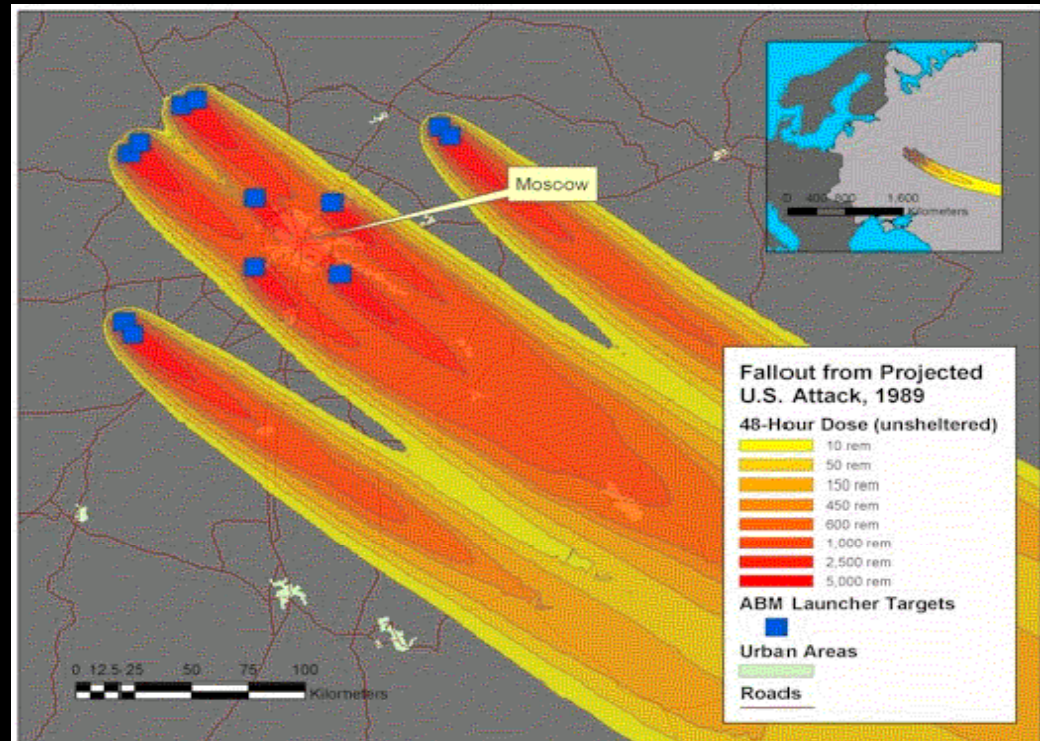 Moscow
0 400 800 1,600
Kilometers
Fallout from Projected
U.S. Attack, 1989
48-Hour Dose (unsheltered)
10 rem
50 rem
150 rem
450 rem
600 rem
1,000 rem
2,500 rem
5,000 rem
ABM Launcher Targets
Urban Areas
Roads
0 12.5 25 50 75 100
Kilometers